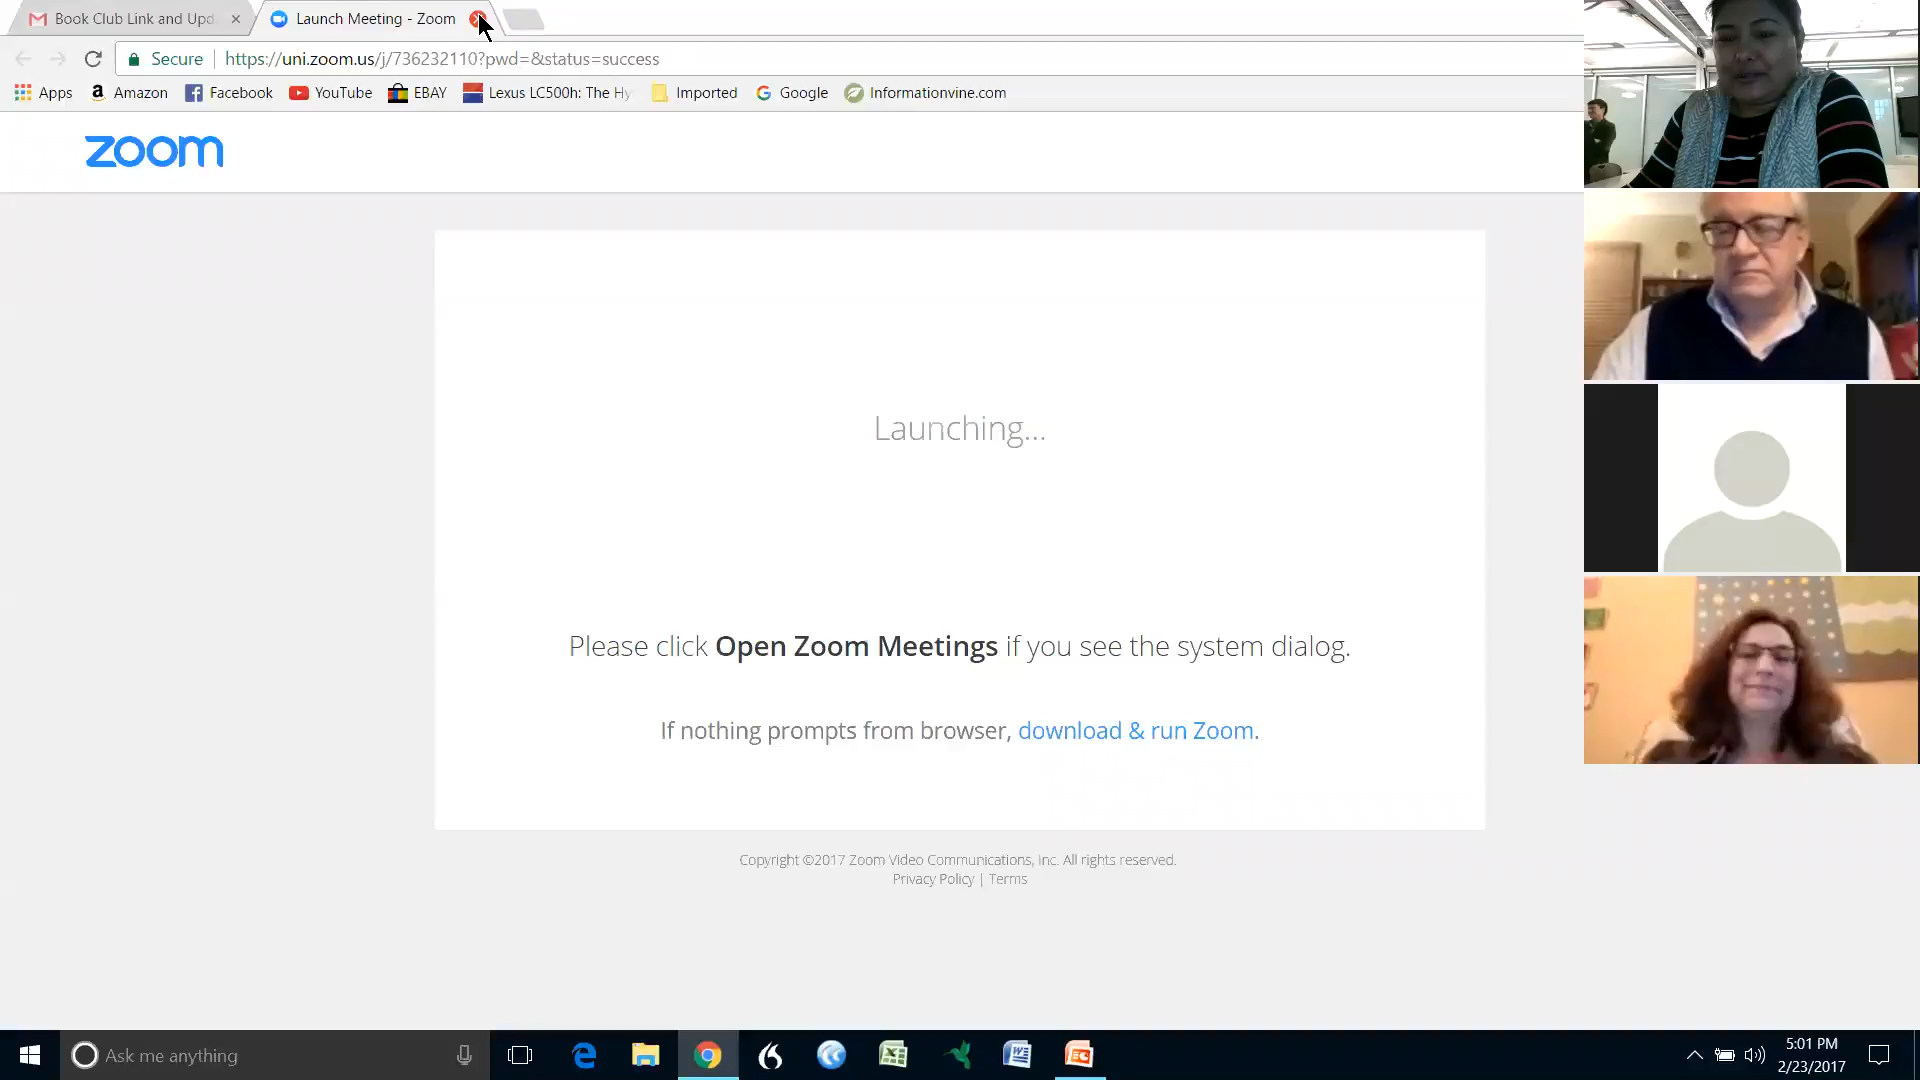 Book Club Link and Upd
Launch Meeting - Zoom
Secure
https://uni.zoom.us/j/736232110?pwd=&status=success
Apps
Amazon
Facebook
YouTube
EBAY
Lexus LC500h: The Hy
Imported
Google
Informationvine.com
zoom
Launching...
Please click Open Zoom Meetings if you see the system dialog.
If nothing prompts from browser, download & run Zoom.
Copyright ©2017 Zoom Video Communications, Inc. All rights reserved.
Privacy Policy | Terms
Ask me anything
5:01 PM
2/23/2017